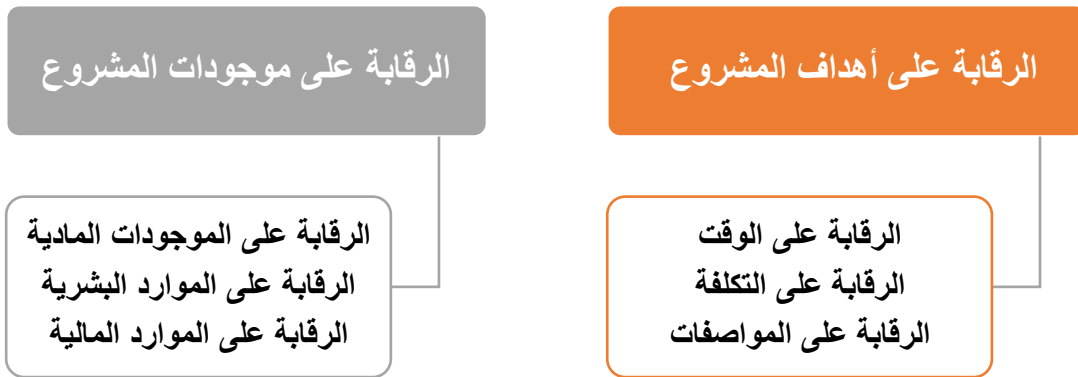 الرقابة على أهداف المشروع
الرقابة على الوقت
الرقابة على التكلفة
الرقابة على المواصفات
الرقابة على موجودات المشروع
الرقابة على الموجودات المادية
الرقابة على الموارد البشرية
الرقابة على الموارد المالية